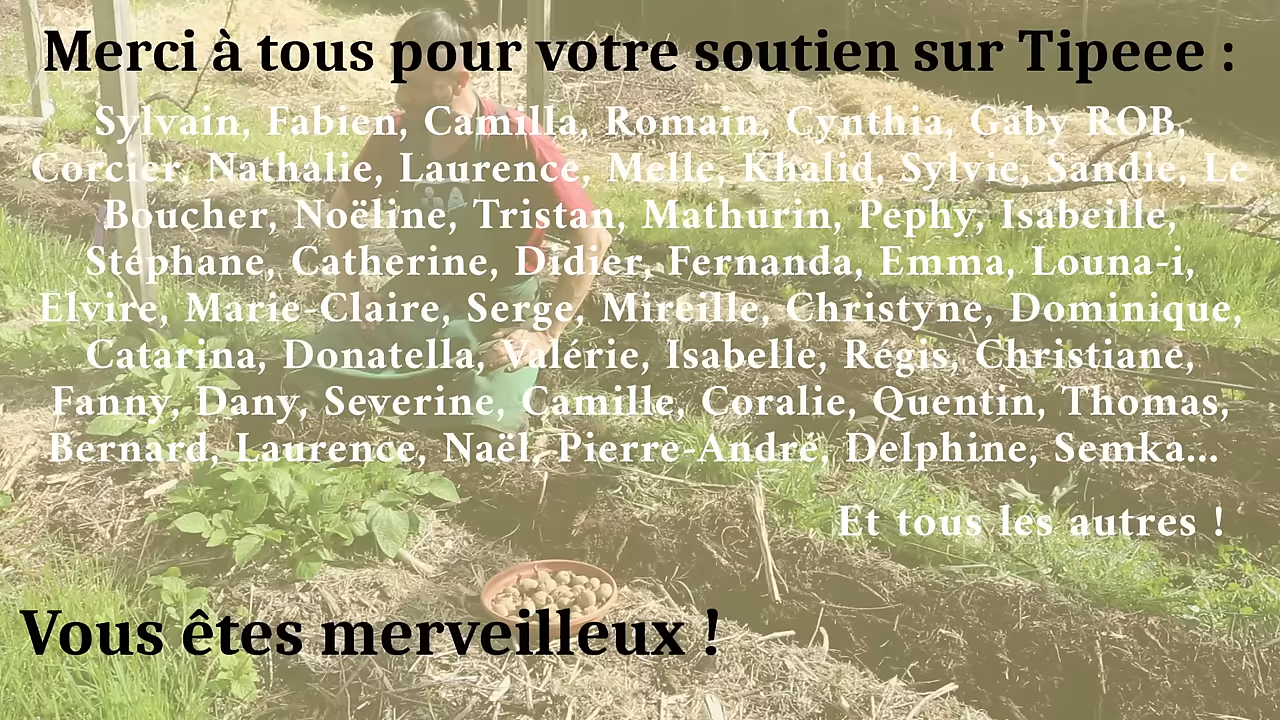 Merci à tous pour votre soutien sur Tipeee :
Sylvain, Fabien, Camilla, Romain, Cynthia, Gaby ROB,
Corcier, Nathalie, Laurence, Melle, Khalid, Sylvie, Sandie, Le
Boucher, Noëline, Tristan, Mathurin, Pephy, Isabeille,
Stéphane, Catherine, Didier, Fernanda, Emma, Louna-i,
Elvire, Marie-Claire, Serge, Mireille, Christyne, Dominique,
Catarina, Donatella, Valérie, Isabelle, Régis, Christiane,
Fanny, Dany, Severine, Camille, Coralie, Quentin, Thomas,
Bernard, Laurence, Naël, Pierre-André, Delphine, Semka...
Et tous les autres !
Vous êtes merveilleux !